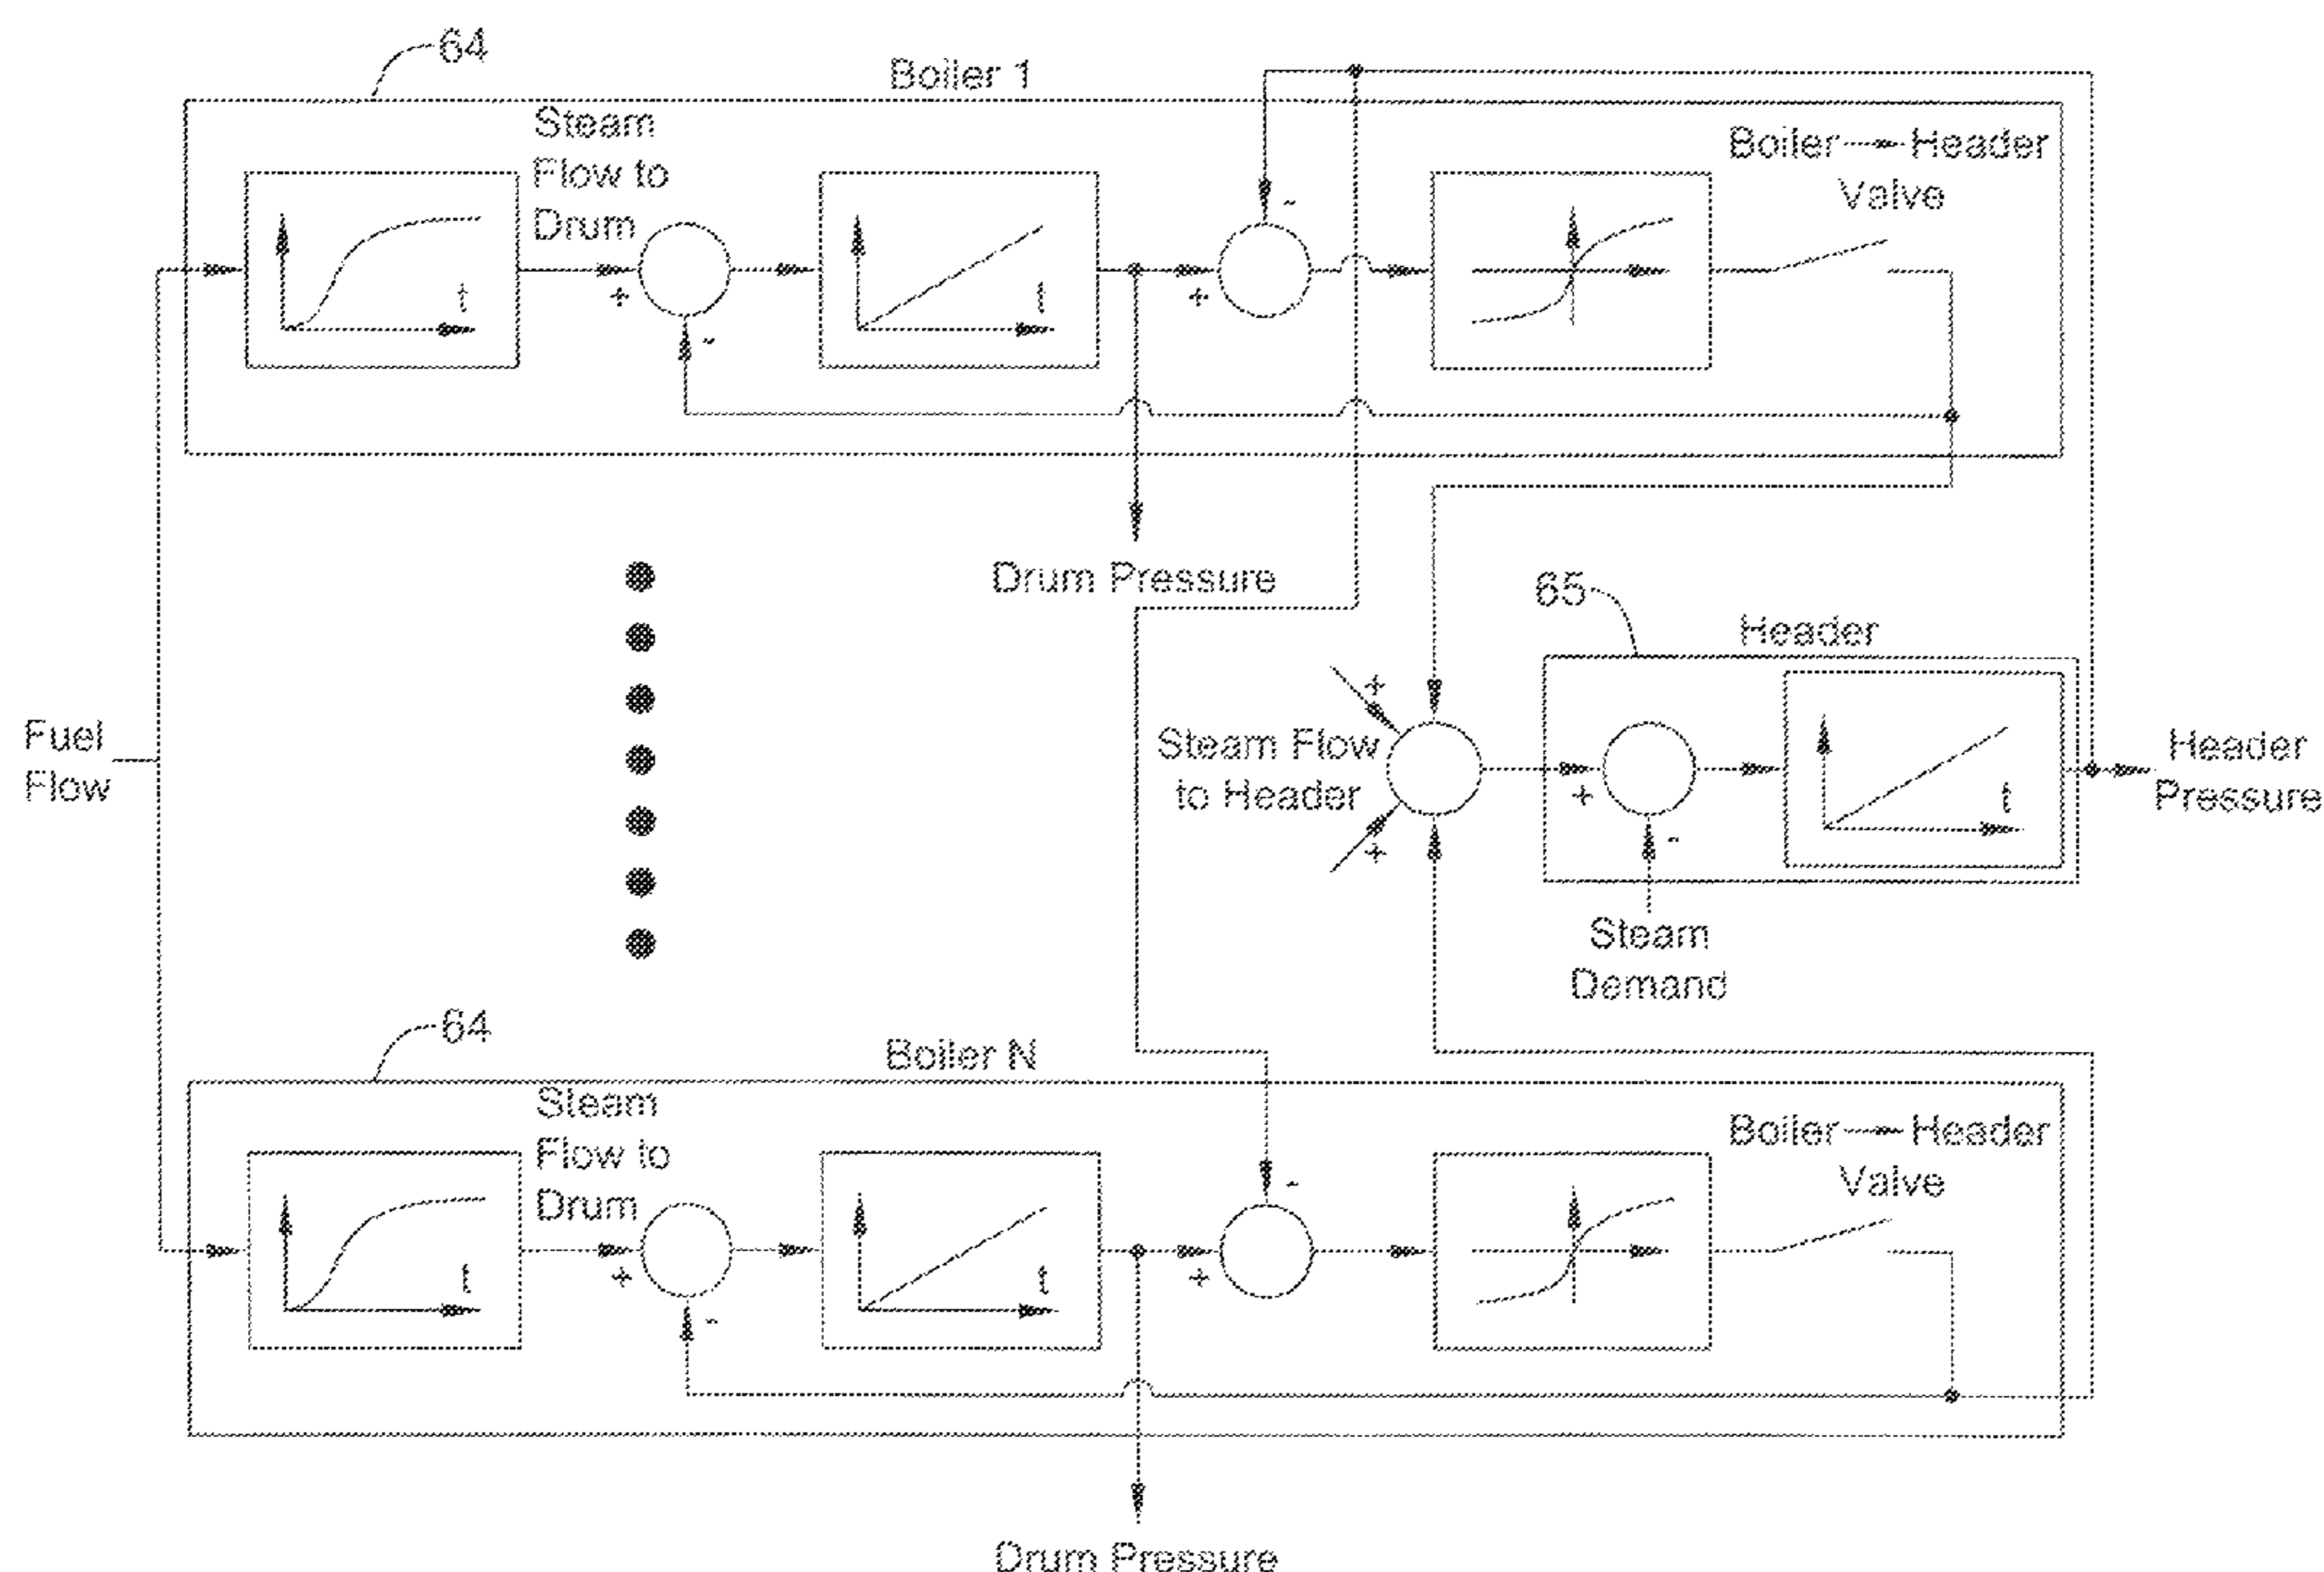 64
Boiler 1
Steam
Flow to
Drum
Boiler Header
Valve
t
t
+
-
+
-
Drum Pressure
65
Header
Fuel
Flow
+
Steam Flow
to Header
+
+
-
t
Header
Pressure
Steam
Demand
64
Boiler N
Steam
Flow to
Drum
Boiler Header
Valve
t
t
+
-
+
-
Drum Pressure